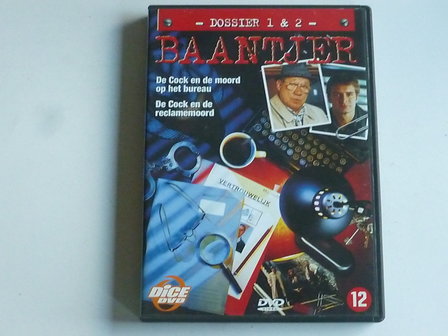 - DOSSIER 1 & 2 -
BAANTJER
De Cock en de moord
op het bureau
De Cock en de
reclamemoord
VERTROUWELIJK
DiCE
DVD
DVD
VIDEO
12